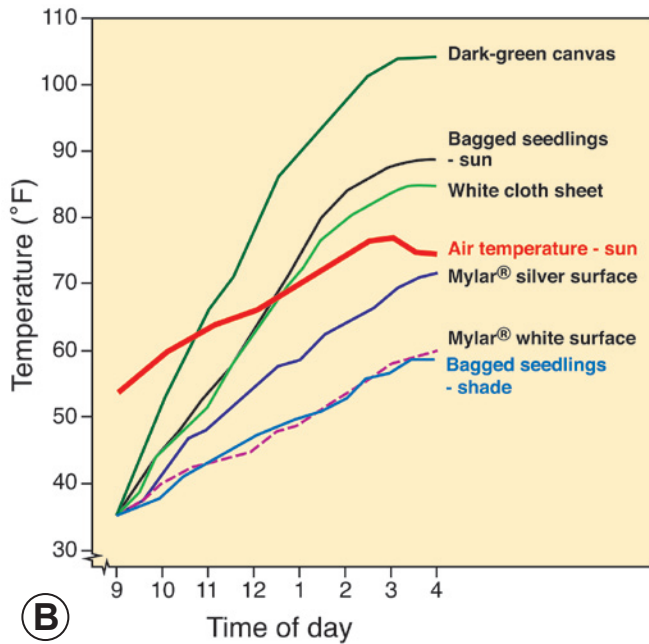 110
100
90
80
70
60
50
40
30
Temperature (°F)
Dark-green canvas
Bagged seedlings
- sun
White cloth sheet
Air temperature - sun
Mylar® silver surface
Mylar® white surface
Bagged seedlings
- shade
9 10 11 12 1 2 3 4
Time of day
B